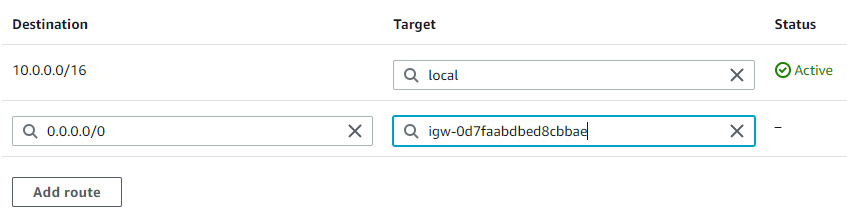 Destination Target Status
10.0.0.0/16 local Active
0.0.0.0/0 igw-0d7faabdbed8cbbae –
Add route